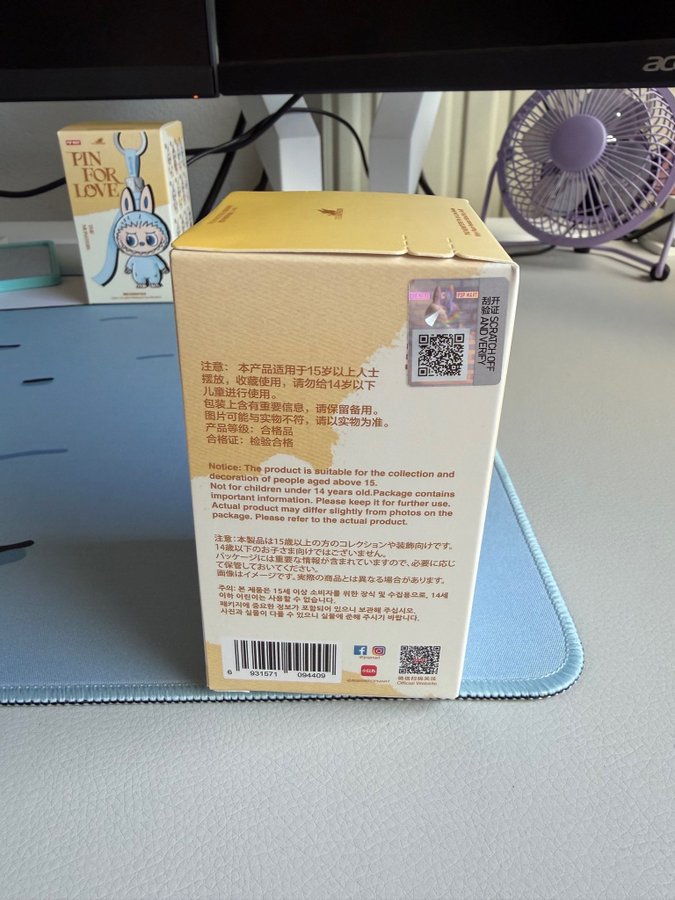 acer
POP MART
PIN
FOR
LOVE
THE
MONSTERS
POP MART
刮开
验证
SCRATCH OFF
AND VERIFY
注意： 本产品适用于15岁以上人士
摆放，收藏使用，请勿给14岁以下
儿童进行使用。
包装上含有重要信息，请保留备用。
图片可能与实物不符，请以实物为准。
产品等级：合格品
合格证：检验合格
Notice: The product is suitable for the collection and
decoration of people aged above 15.
Not for children under 14 years old.Package contains
important information. Please keep it for further use.
Actual product may differ slightly from photos on the
package. Please refer to the actual product.
注意:本製品は15歳以上の方のコレクションや装飾向けです。
14歳以下のお子さま向けではございません。
パッケージには重要な情報が含まれていますので、必要に応じ
て保管しておいてください。
画像はイメージです。実際の商品とは異なる場合があります。
주의: 본 제품은 15세 이상 소비자를 위한 장식 및 수집용으로, 14세
이하 어린이는 사용할 수 없습니다.
패키지에 중요한 정보가 포함되어 있으니 보관해 주십시오.
사진과 실물이 다를 수 있으니 실물에 준해 주시기 바랍니다.
6 931571 094409
@popmart
小红书
Official Website